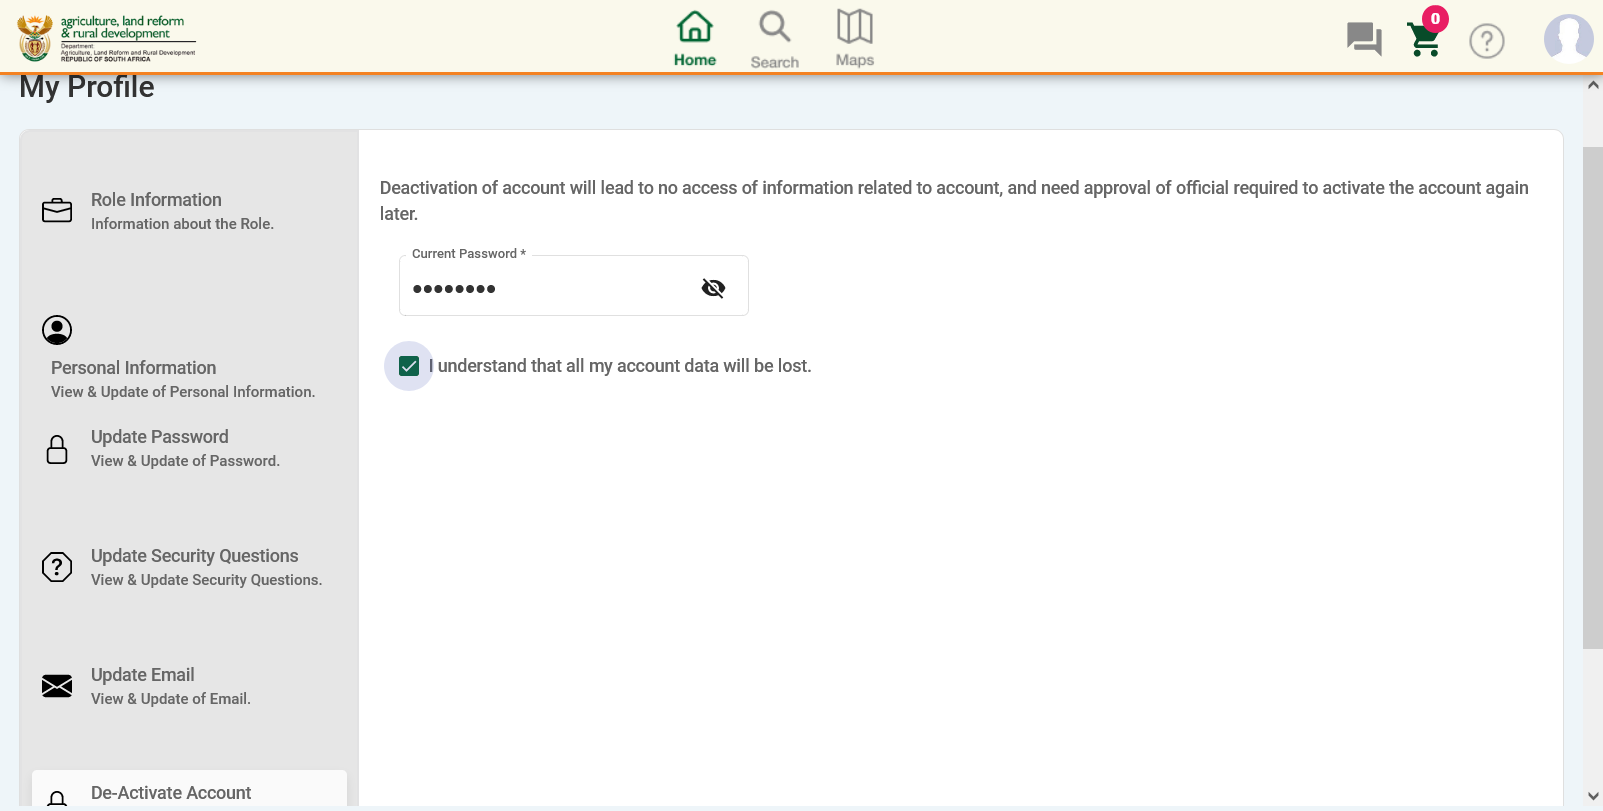 agriculture, land reform
& rural development
Department:
Agriculture, Land Reform and Rural Development
REPUBLIC OF SOUTH AFRICA
Home
Search
Maps
0
?
My Profile
Role Information
Information about the Role.
Personal Information
View & Update of Personal Information.
Update Password
View & Update of Password.
?
Update Security Questions
View & Update Security Questions.
Update Email
View & Update of Email.
De-Activate Account
Deactivation of account will lead to no access of information related to account, and need approval of official required to activate the account again
later.
Current Password *
••••••••
I understand that all my account data will be lost.